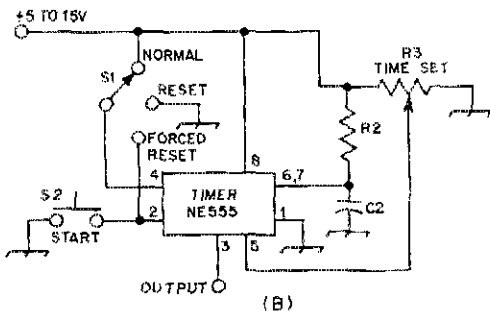 +5 TO 15V
NORMAL
S1
RESET
FORCED
RESET
R3
TIME SET
R2
8
4
6,7
TIMER
NE555
S2
START
2
1
C2
3
5
OUTPUT
(B)